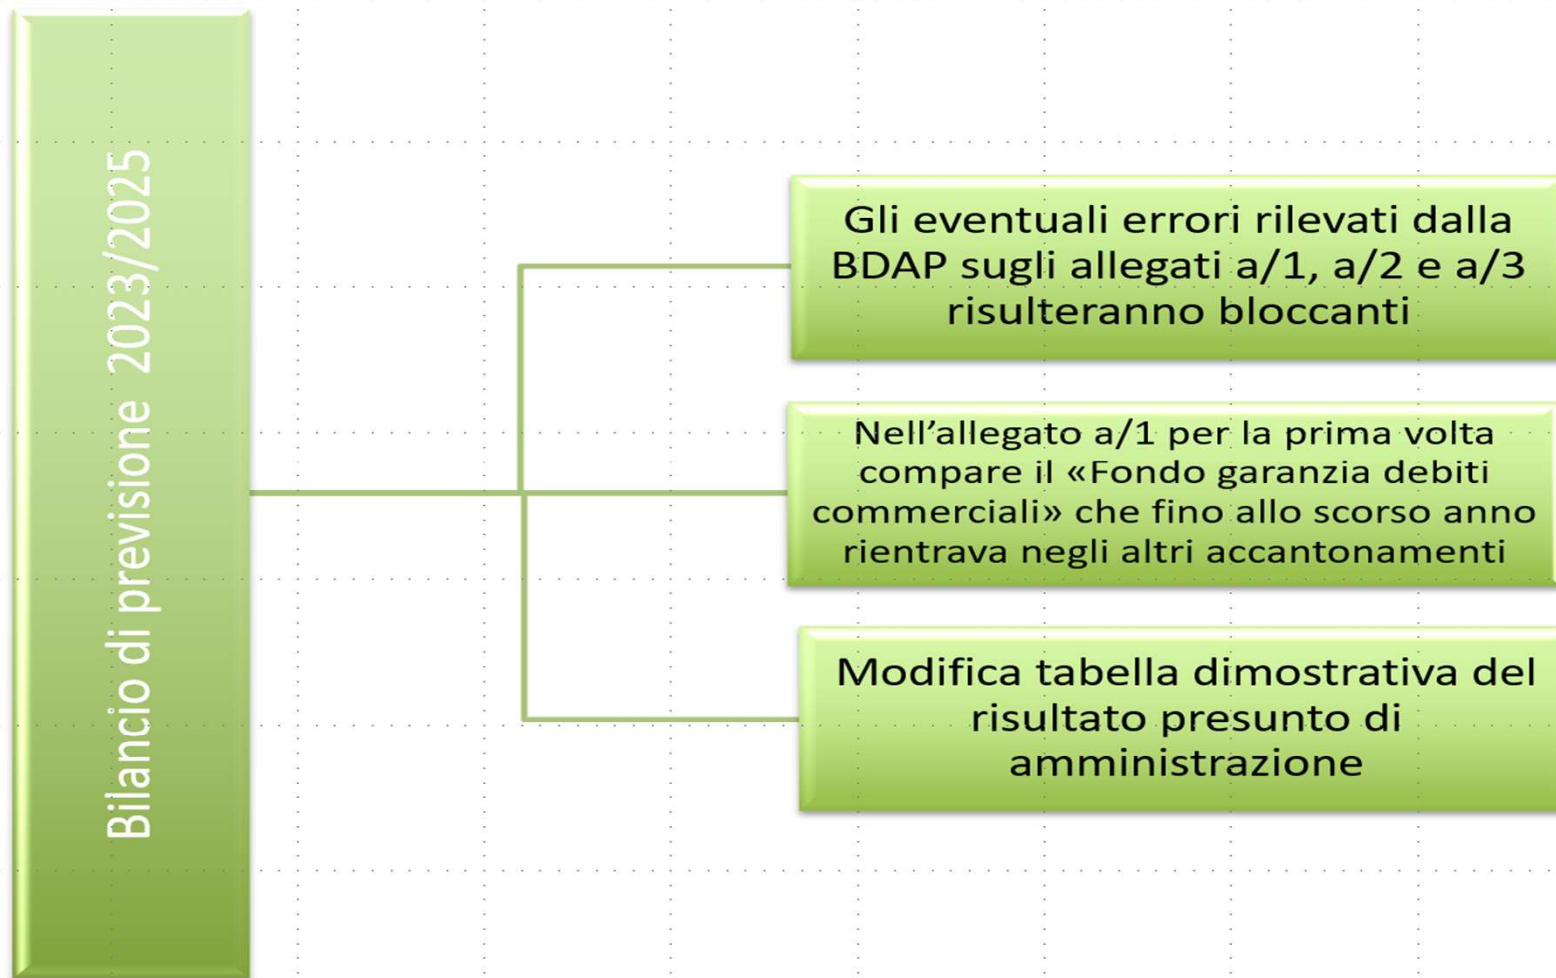 Bilancio di previsione 2023/2025
Gli eventuali errori rilevati dalla
BDAP sugli allegati a/1, a/2 e a/3
risulteranno bloccanti
Nell’allegato a/1 per la prima volta
compare il «Fondo garanzia debiti
commerciali» che fino allo scorso anno
rientrava negli altri accantonamenti
Modifica tabella dimostrativa del
risultato presunto di
amministrazione